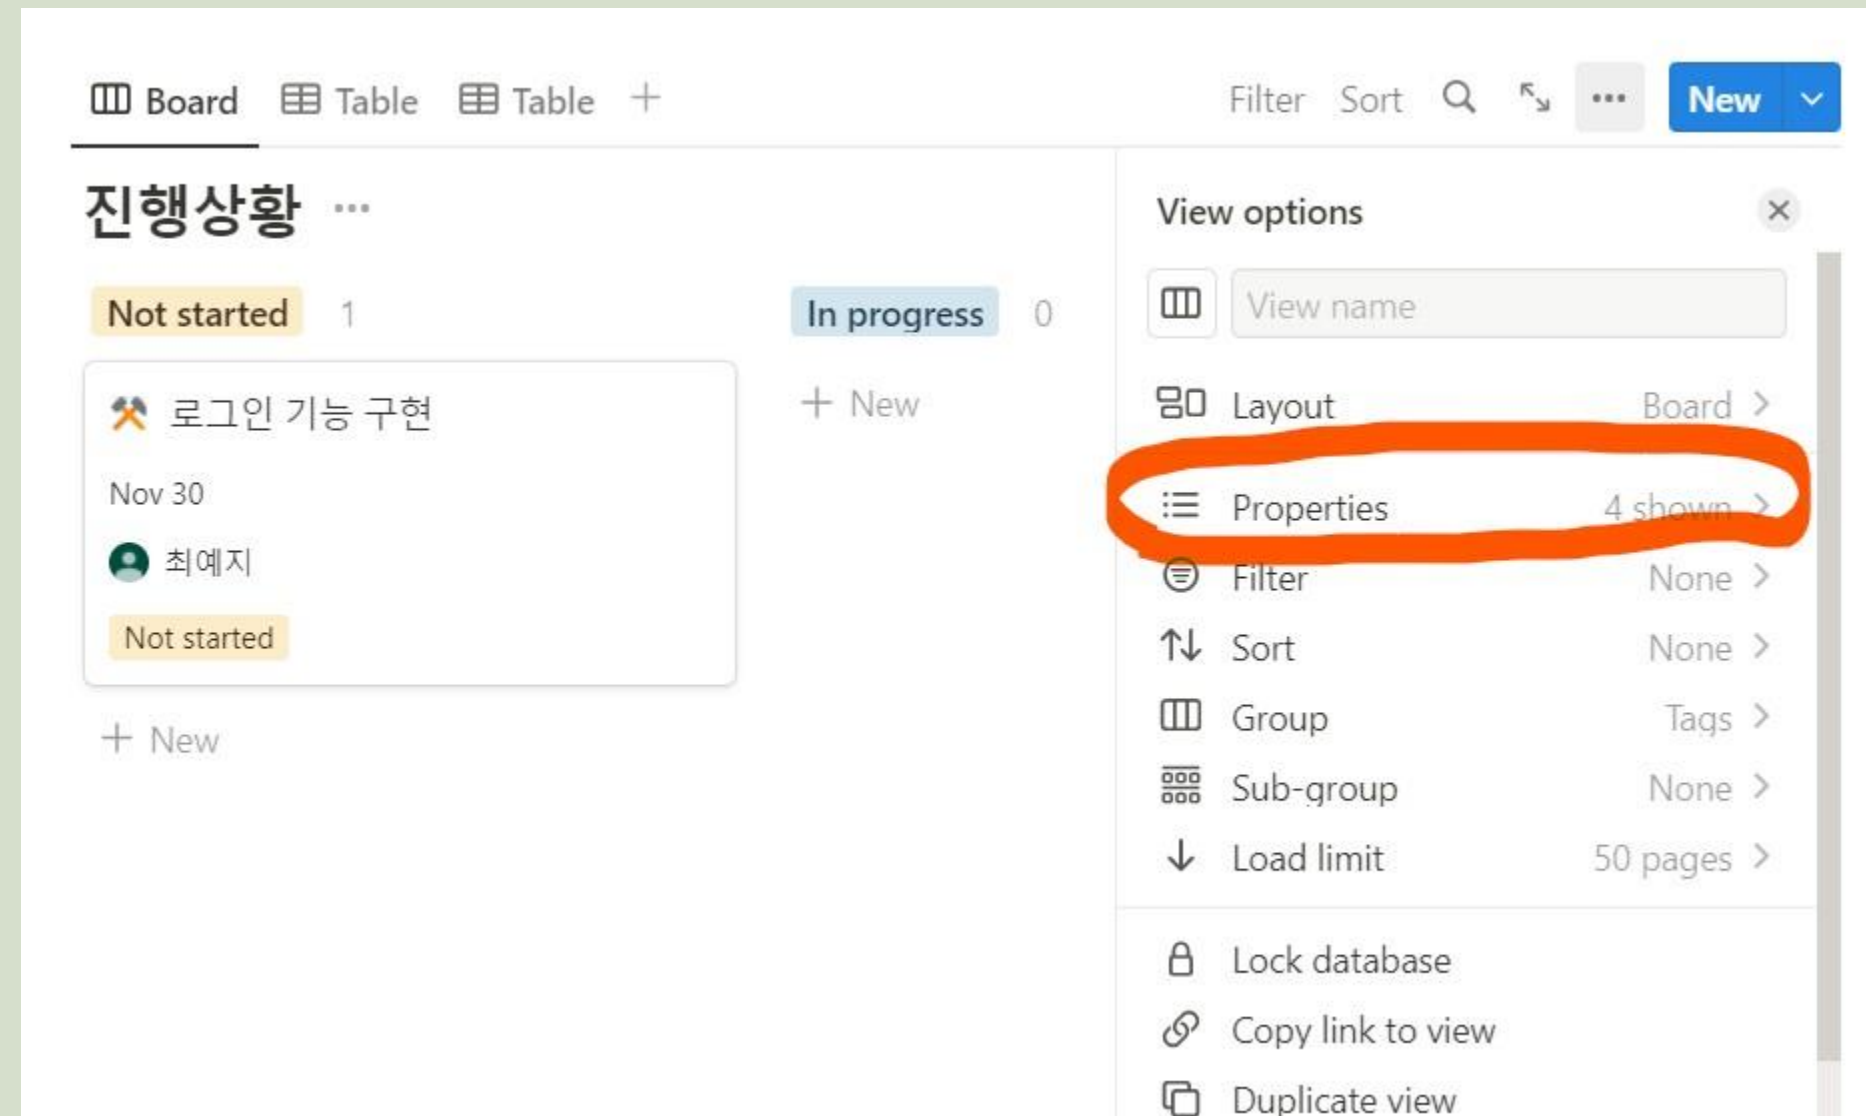 Board Table Table
Filter Sort New
진행상황
Not started 1
로그인 기능 구현
Nov 30
최예지
Not started
+ New
In progress 0
+ New
View options
View name
Layout Board
Properties 4 shown
Filter None
Sort None
Group Tags
Sub-group None
Load limit 50 pages
Lock database
Copy link to view
Duplicate view